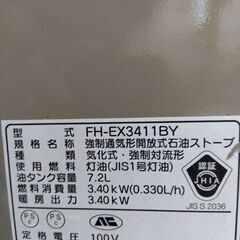 型 式 FH-EX3411BY
規格名称 強制通気形開放式石油ストーブ
種 類 気化式・強制対流形
使用燃料 灯油(JIS1号灯油)
油タンク容量 7.2L
燃料消費量 3.40kW(0.330L/h)
暖房出力 3.40kW
定格電圧 100V
認証
JHIA
JIS S 2036
PS
E
PS
C